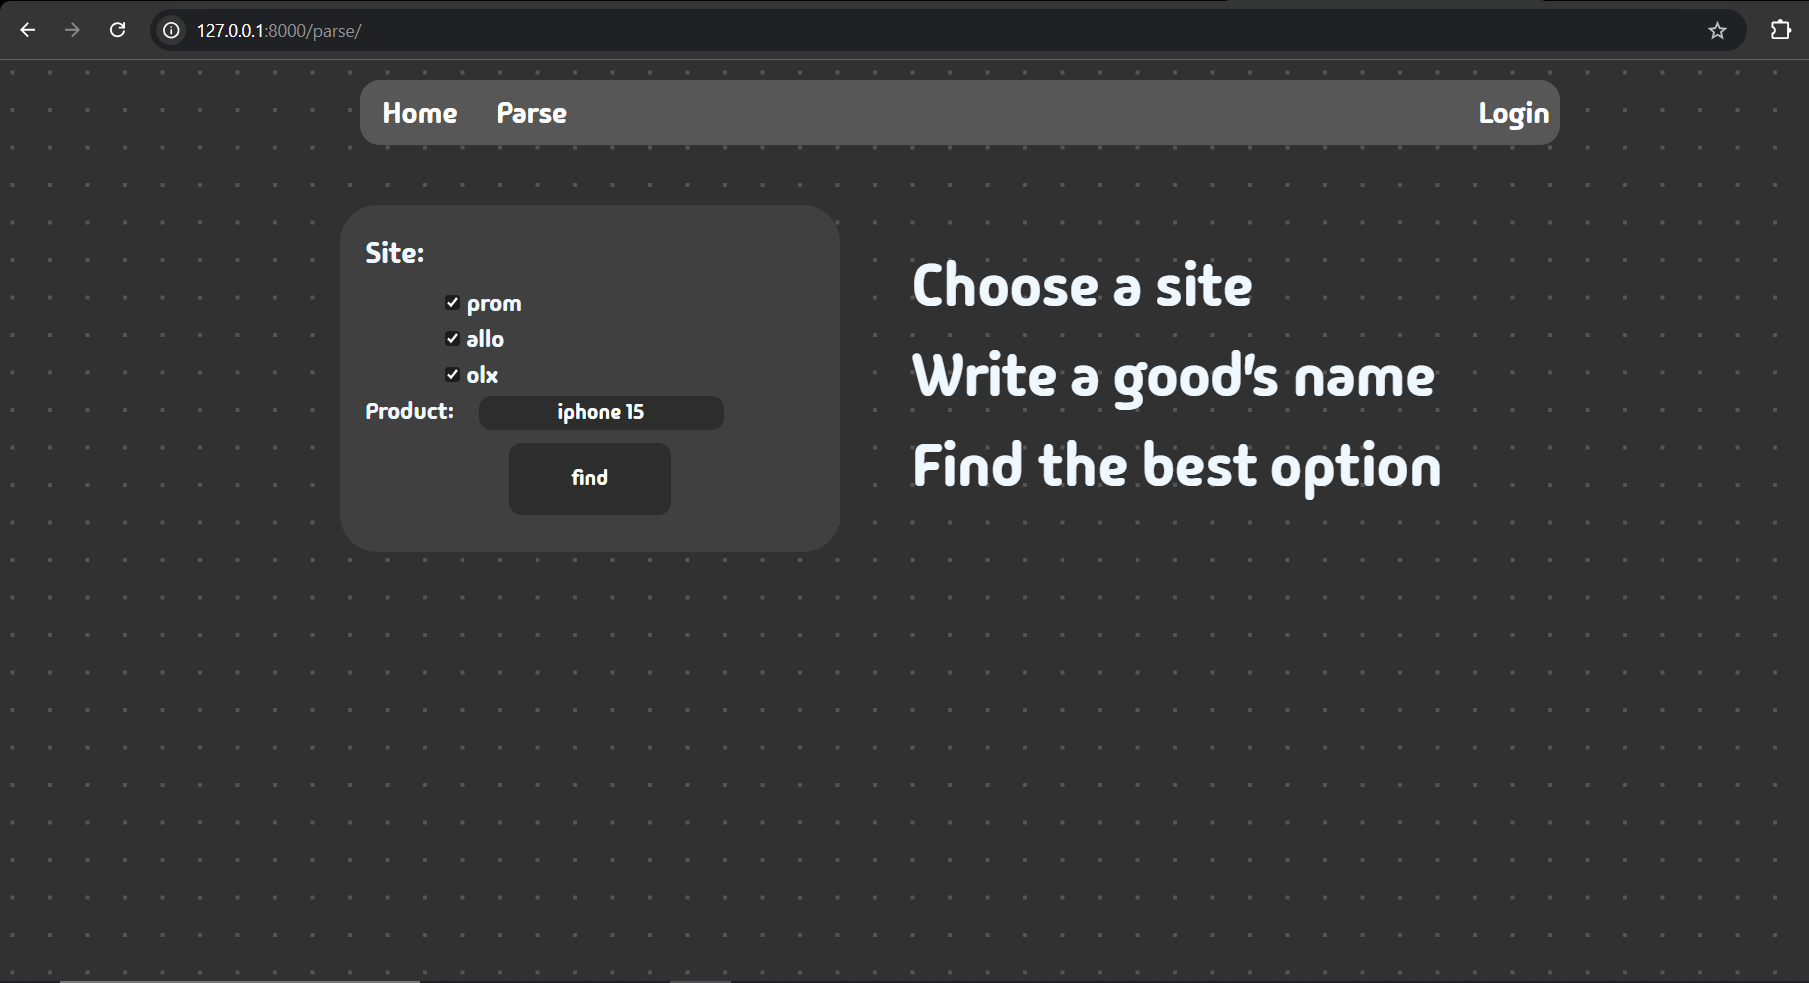 127.0.0.1:8000/parse/
Home Parse Login
Site:
prom
allo
olx
Product: iphone 15
find
Choose a site
Write a good's name
Find the best option